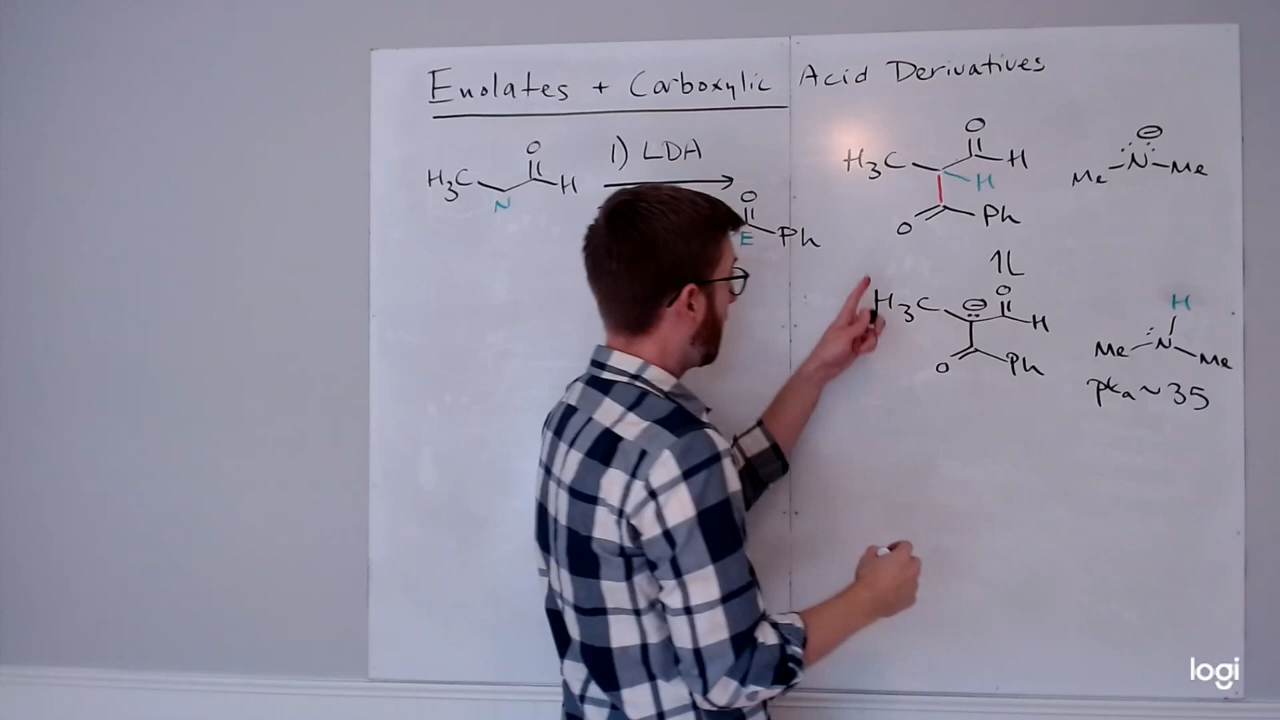 Enolates + Carboxylic Acid Derivatives
H3C N O H
1) LDA
O E Ph
H3C O H H O Ph
⊖ Me N Me
1L
H3C ⊖ O H O Ph
H Me N Me
pKa ~ 35
logi